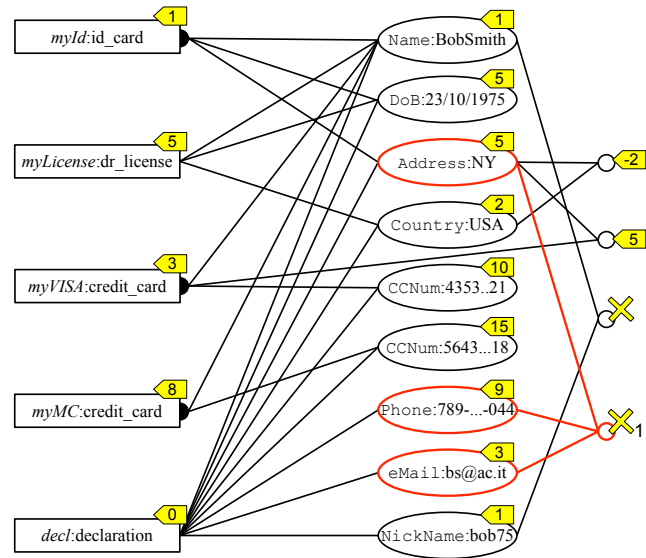 1
myId:id_card
1
Name:BobSmith
5
DoB:23/10/1975
5
myLicense:dr_license
5
Address:NY
-2
2
Country:USA
5
3
myVISA:credit_card
10
CCNum:4353..21
15
CCNum:5643...18
8
myMC:credit_card
9
Phone:789-...-044
1
3
eMail:bs@ac.it
0
decl:declaration
1
NickName:bob75